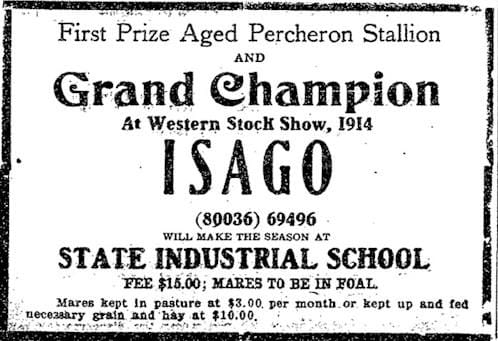 First Prize Aged Percheron Stallion
AND
Grand Champion
At Western Stock Show, 1914
ISAGO
(80036) 69496
WILL MAKE THE SEASON AT
STATE INDUSTRIAL SCHOOL
FEE $15.00; MARES TO BE IN FOAL.
Mares kept in pasture at $3.00 per month or kept up and fed
necessary grain and hay at $10.00.